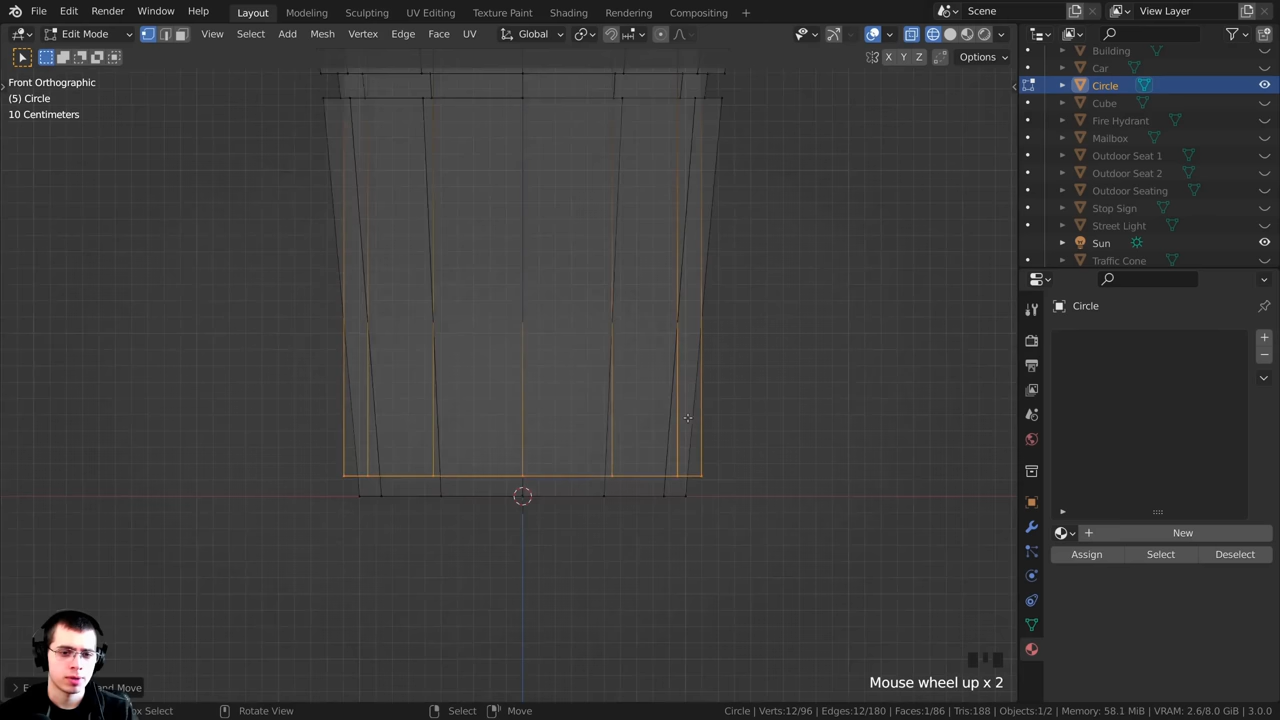 File Edit Render Window Help Layout Modeling Sculpting UV Editing Texture Paint Shading Rendering Animation Compositing + Scene View Layer
Edit Mode View Select Add Mesh Vertex Edge Face UV Global X Y Z Options
Front Orthographic
(5) Circle
10 Centimeters
Building
Car
Circle
Cube
Fire Hydrant
Mailbox
Outdoor Seat 1
Outdoor Seat 2
Outdoor Seating
Stop Sign
Street Light
Sun
Traffic Cone
Circle
+ New
Assign Select Deselect
Mouse wheel up x 2
and Move
Select Rotate View Select Move Circle | Verts:12/96 | Edges:12/180 | Faces:1/86 | Tris:188 | Objects:1/2 | Memory: 58.1 MiB | VRAM: 2.6/8.0 GiB | 3.0.0